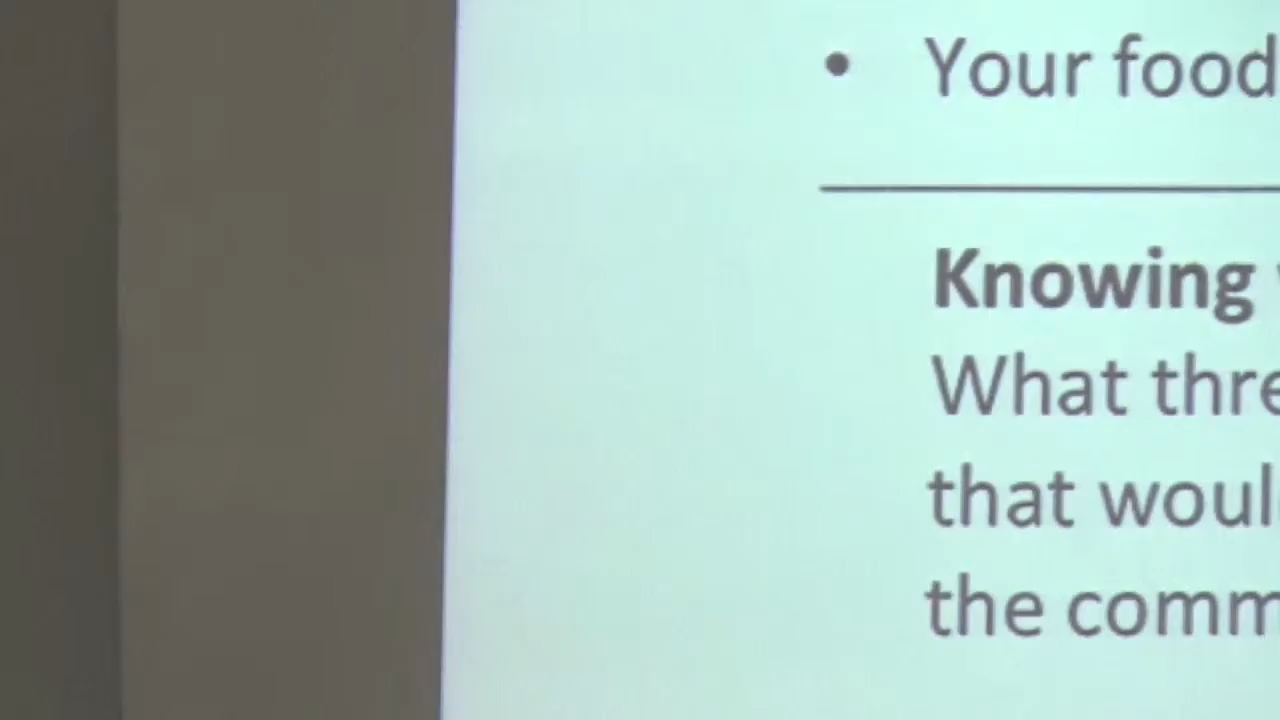 • Your food
Knowing
What thre
that woul
the comm